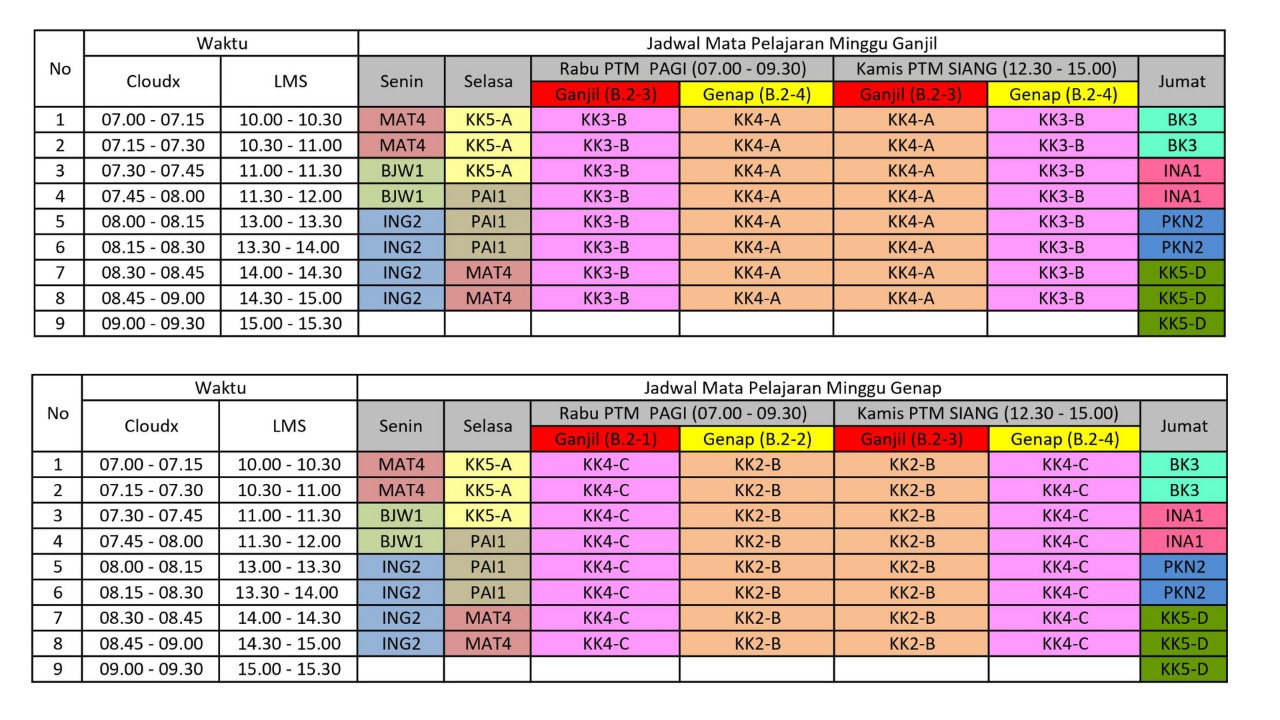 No Waktu Jadwal Mata Pelajaran Minggu Ganjil
Cloudx LMS Senin Selasa Rabu PTM PAGI (07.00 - 09.30) Kamis PTM SIANG (12.30 - 15.00) Jumat
Ganjil (B.2-3) Genap (B.2-4) Ganjil (B.2-3) Genap (B.2-4)
1 07.00 - 07.15 10.00 - 10.30 MAT4 KK5-A KK3-B KK4-A KK4-A KK3-B BK3
2 07.15 - 07.30 10.30 - 11.00 MAT4 KK5-A KK3-B KK4-A KK4-A KK3-B BK3
3 07.30 - 07.45 11.00 - 11.30 BJW1 KK5-A KK3-B KK4-A KK4-A KK3-B INA1
4 07.45 - 08.00 11.30 - 12.00 BJW1 PAI1 KK3-B KK4-A KK4-A KK3-B INA1
5 08.00 - 08.15 13.00 - 13.30 ING2 PAI1 KK3-B KK4-A KK4-A KK3-B PKN2
6 08.15 - 08.30 13.30 - 14.00 ING2 PAI1 KK3-B KK4-A KK4-A KK3-B PKN2
7 08.30 - 08.45 14.00 - 14.30 ING2 MAT4 KK3-B KK4-A KK4-A KK3-B KK5-D
8 08.45 - 09.00 14.30 - 15.00 ING2 MAT4 KK3-B KK4-A KK4-A KK3-B KK5-D
9 09.00 - 09.30 15.00 - 15.30 KK5-D
No Waktu Jadwal Mata Pelajaran Minggu Genap
Cloudx LMS Senin Selasa Rabu PTM PAGI (07.00 - 09.30) Kamis PTM SIANG (12.30 - 15.00) Jumat
Ganjil (B.2-1) Genap (B.2-2) Ganjil (B.2-3) Genap (B.2-4)
1 07.00 - 07.15 10.00 - 10.30 MAT4 KK5-A KK4-C KK2-B KK2-B KK4-C BK3
2 07.15 - 07.30 10.30 - 11.00 MAT4 KK5-A KK4-C KK2-B KK2-B KK4-C BK3
3 07.30 - 07.45 11.00 - 11.30 BJW1 KK5-A KK4-C KK2-B KK2-B KK4-C INA1
4 07.45 - 08.00 11.30 - 12.00 BJW1 PAI1 KK4-C KK2-B KK2-B KK4-C INA1
5 08.00 - 08.15 13.00 - 13.30 ING2 PAI1 KK4-C KK2-B KK2-B KK4-C PKN2
6 08.15 - 08.30 13.30 - 14.00 ING2 PAI1 KK4-C KK2-B KK2-B KK4-C PKN2
7 08.30 - 08.45 14.00 - 14.30 ING2 MAT4 KK4-C KK2-B KK2-B KK4-C KK5-D
8 08.45 - 09.00 14.30 - 15.00 ING2 MAT4 KK4-C KK2-B KK2-B KK4-C KK5-D
9 09.00 - 09.30 15.00 - 15.30 KK5-D